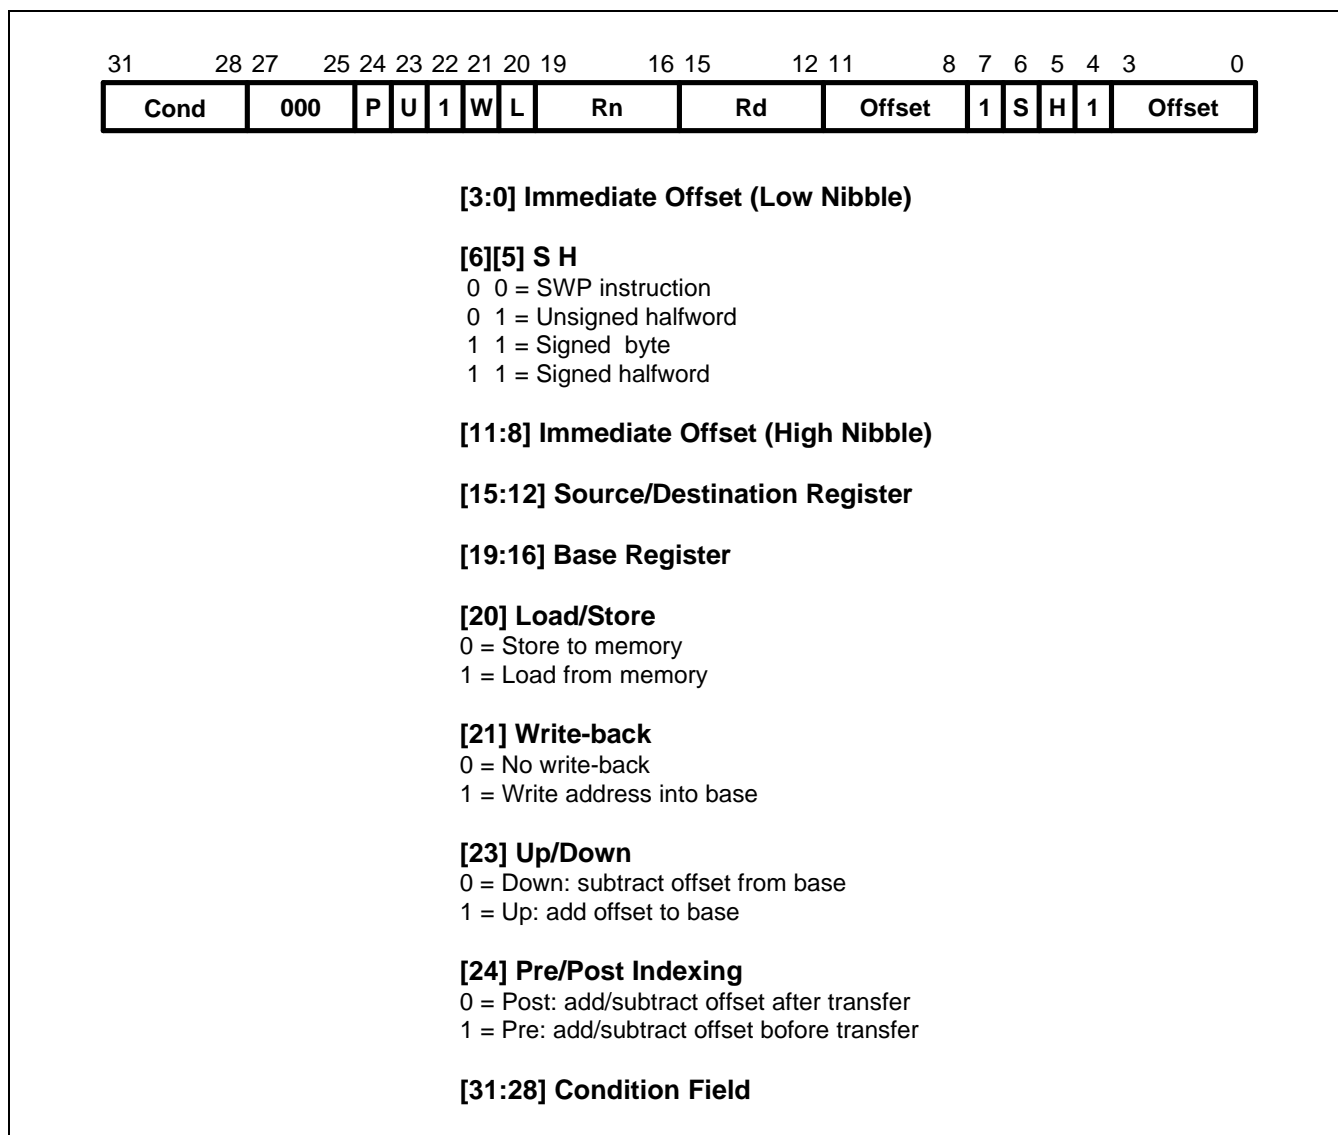 31 28 27 25 24 23 22 21 20 19 16 15 12 11 8 7 6 5 4 3 0
Cond 000 P U 1 W L Rn Rd Offset 1 S H 1 Offset
[3:0] Immediate Offset (Low Nibble)
[6][5] S H
0 0 = SWP instruction
0 1 = Unsigned halfword
1 1 = Signed byte
1 1 = Signed halfword
[11:8] Immediate Offset (High Nibble)
[15:12] Source/Destination Register
[19:16] Base Register
[20] Load/Store
0 = Store to memory
1 = Load from memory
[21] Write-back
0 = No write-back
1 = Write address into base
[23] Up/Down
0 = Down: subtract offset from base
1 = Up: add offset to base
[24] Pre/Post Indexing
0 = Post: add/subtract offset after transfer
1 = Pre: add/subtract offset bofore transfer
[31:28] Condition Field